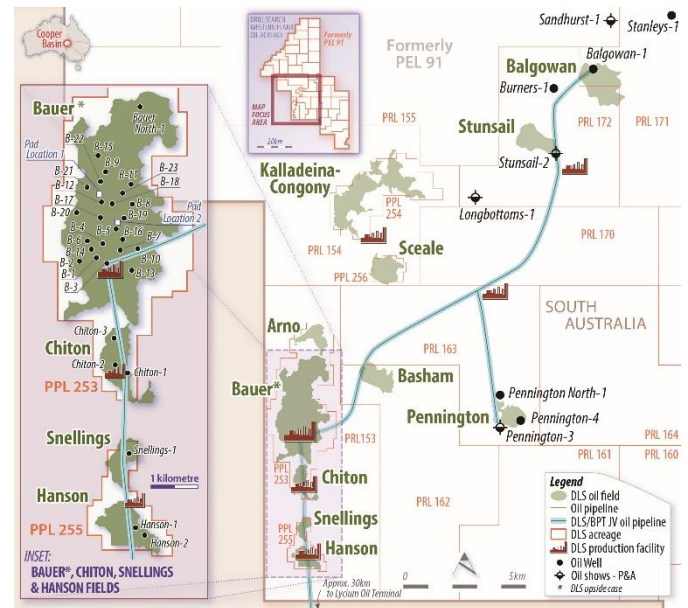 Cooper
Basin
DRILLSEARCH
WESTERN FLANK
OIL ACREAGE
Formerly
PEL 91
MAP
FOCUS
AREA
20km
Formerly
PEL 91
Sandhurst-1
Stanleys-1
Balgowan
Balgowan-1
Burners-1
PRL 155
PRL 172
PRL 171
Stunsail
Stunsail-2
Kalladeina-
Congony
PPL
254
Longbottoms-1
PRL 154
PRL 170
Sceale
PPL 256
SOUTH
AUSTRALIA
Arno
PRL 163
Bauer*
Basham
Pennington North-1
Pennington
Pennington-4
Pennington-3
PRL 164
PRL153
PRL 161
PRL 160
PPL
253
Chiton
PRL 162
Snellings
PPL
255
Hanson
Approx. 30km
to Lycium Oil Terminal
0
5km
Legend
DLS oil field
Oil pipeline
DLS/BPT JV oil pipeline
DLS acreage
DLS production facility
Oil Well
Oil shows - P&A
* DLS upside case
Bauer*
Bauer
North-1
B-22
B-15
Pad
Location 1
B-9
B-21
B-11
B-23
B-12
B-18
B-17
B-8
B-20
B-19
Pad
Location 2
B-4
B-5
B-16
B-6
B-7
B-14
B-2
B-10
B-1
B-13
B-3
Chiton-3
Chiton
Chiton-2
Chiton-1
PPL 253
Snellings
Snellings-1
1 kilometre
Hanson
Hanson-1
PPL 255
Hanson-2
INSET:
BAUER*, CHITON, SNELLINGS
& HANSON FIELDS